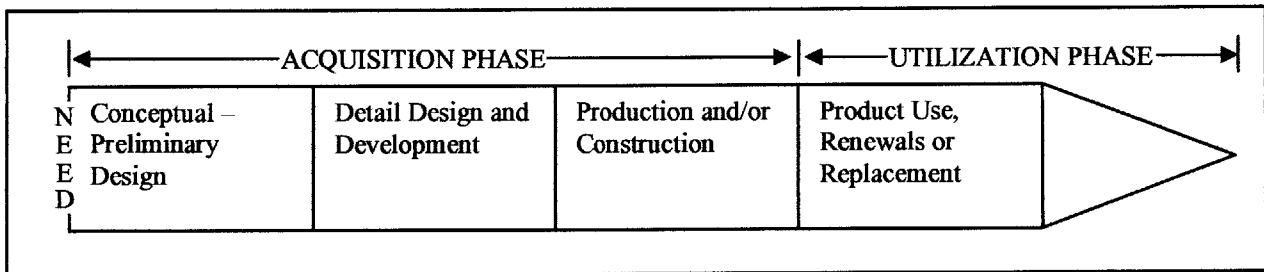 ACQUISITION PHASE UTILIZATION PHASE
NEED
Conceptual –
Preliminary
Design
Detail Design and
Development
Production and/or
Construction
Product Use,
Renewals or
Replacement